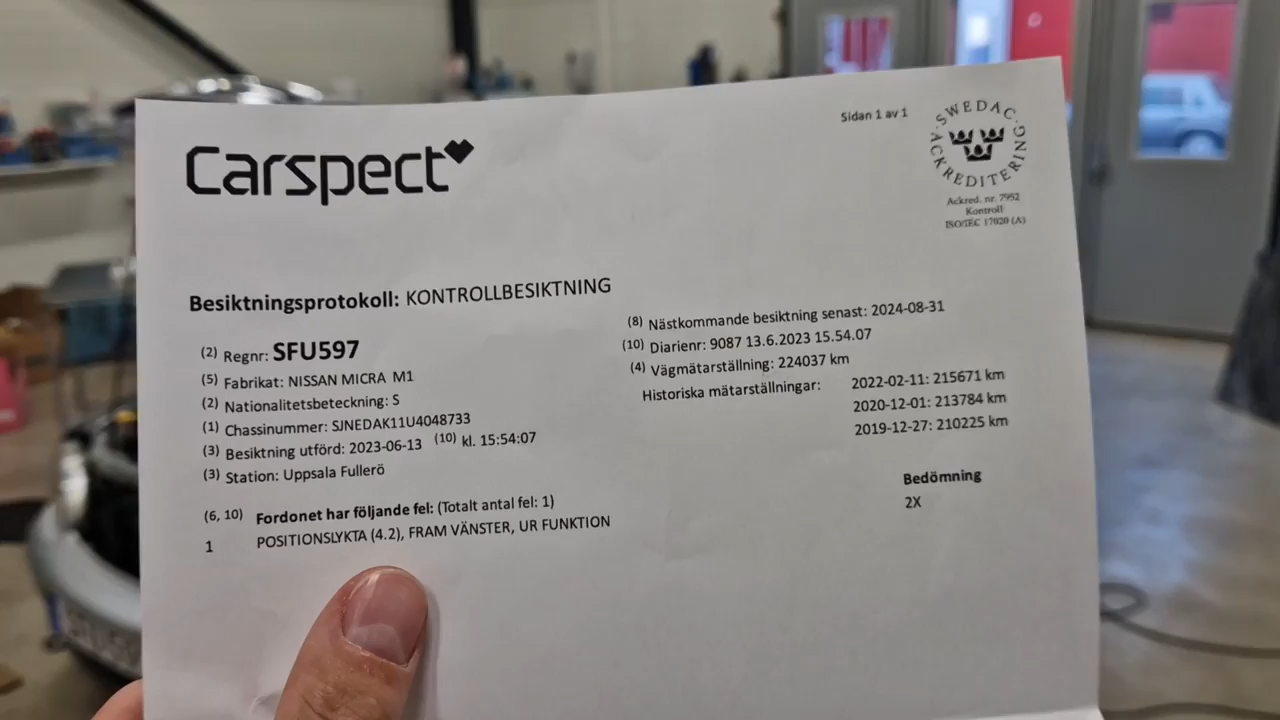 Carspect
Sidan 1 av 1
SWEDAC
ACKREDITERING
Ackred. nr. 7952
Kontroll
ISO/IEC 17020 (A)
Besiktningsprotokoll: KONTROLLBESIKTNING
(2) Regnr: SFU597
(5) Fabrikat: NISSAN MICRA M1
(2) Nationalitetsbeteckning: S
(1) Chassinummer: SJNEDAK11U4048733
(3) Besiktning utförd: 2023-06-13 (10) kl. 15:54:07
(3) Station: Uppsala Fullerö
(8) Nästkommande besiktning senast: 2024-08-31
(10) Diarienr: 9087 13.6.2023 15.54.07
(4) Vägmätarställning: 224037 km
Historiska mätarställningar: 2022-02-11: 215671 km
2020-12-01: 213784 km
2019-12-27: 210225 km
(6, 10) Fordonet har följande fel: (Totalt antal fel: 1)
Bedömning
1 POSITIONSLYKTA (4.2), FRAM VÄNSTER, UR FUNKTION
2X